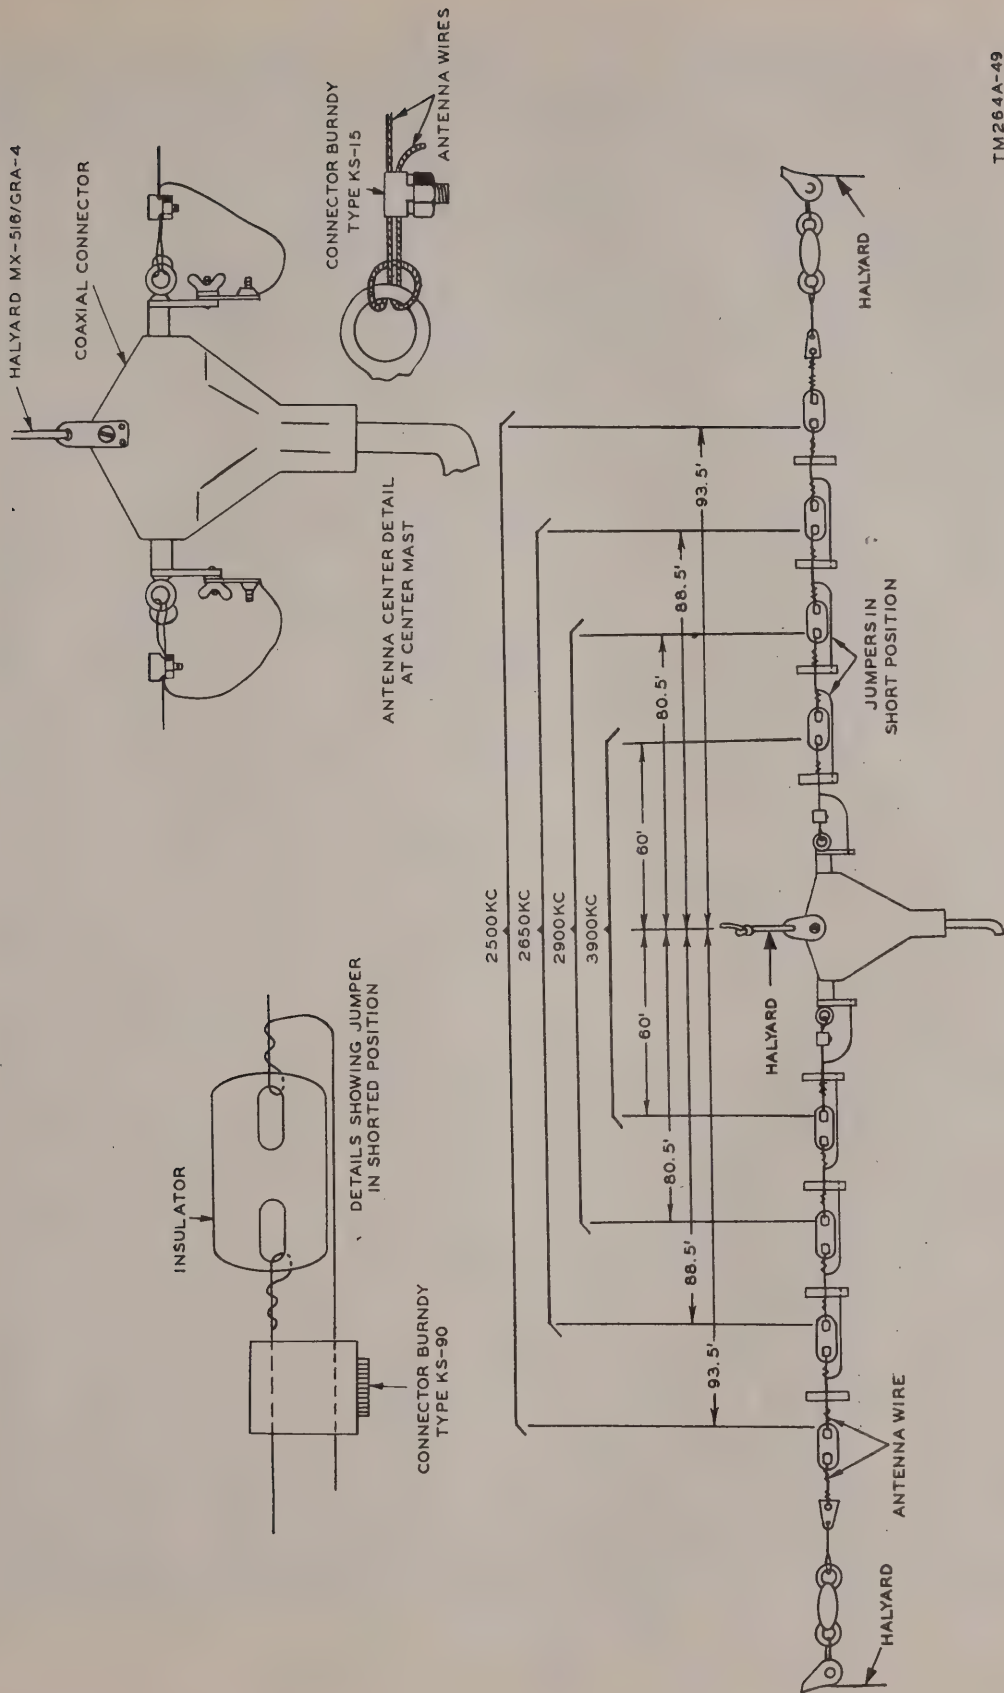 HALYARD MX-516/GRA-4
COAXIAL CONNECTOR
ANTENNA CENTER DETAIL
AT CENTER MAST
CONNECTOR BURNDY
TYPE KS-15
ANTENNA WIRES
INSULATOR
DETAILS SHOWING JUMPER
IN SHORTED POSITION
CONNECTOR BURNDY
TYPE KS-90
2500KC
2650KC
2900KC
3900KC
60'
60'
80.5'
80.5'
88.5'
88.5'
93.5'
93.5'
HALYARD
HALYARD
HALYARD
ANTENNA WIRE
JUMPERS IN
SHORT POSITION
TM264A-49